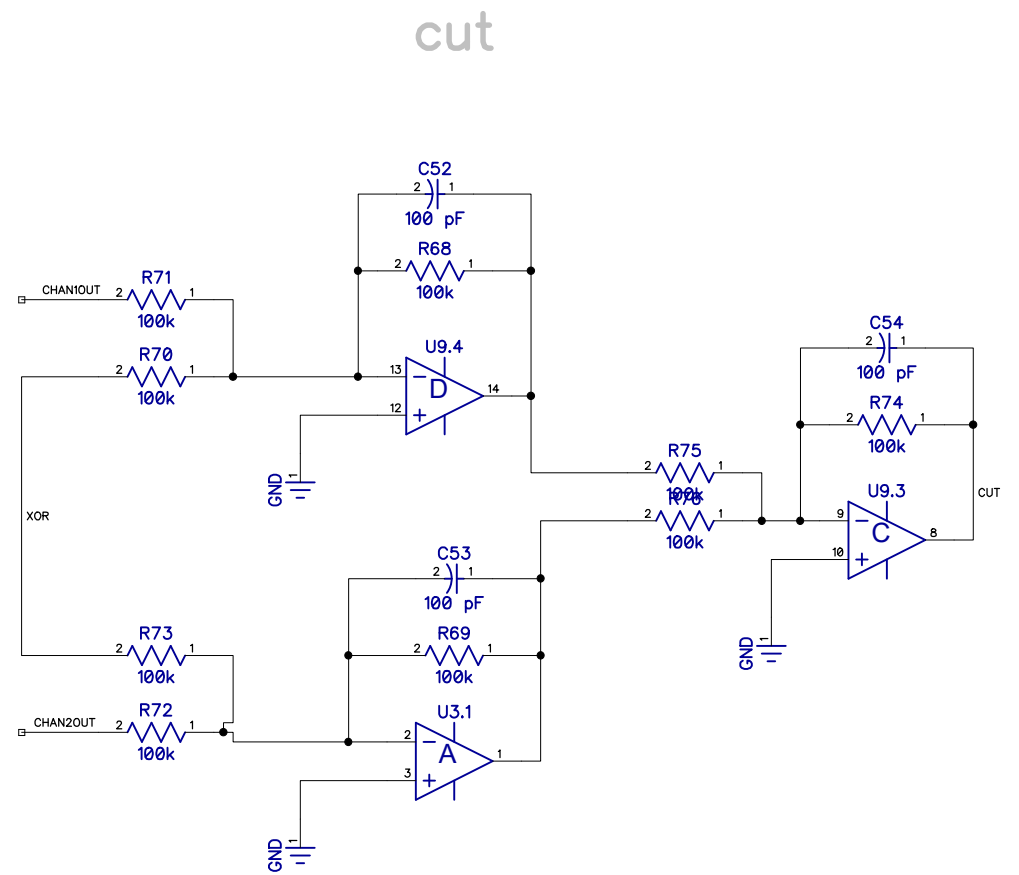 cut
C52
2 1
100 pF
R68
2 1
100k
R71
CHAN1OUT 2 1
100k
R70
2 1
100k
U9.4
13
D
14
12
1
GND
C54
2 1
100 pF
R74
2 1
100k
R75
2 1
100k
2 1
100k
U9.3
9
C
8
10
CUT
1
GND
XOR
C53
2 1
100 pF
R69
2 1
100k
R73
2 1
100k
R72
CHAN2OUT 2 1
100k
U3.1
2
A
1
3
1
GND